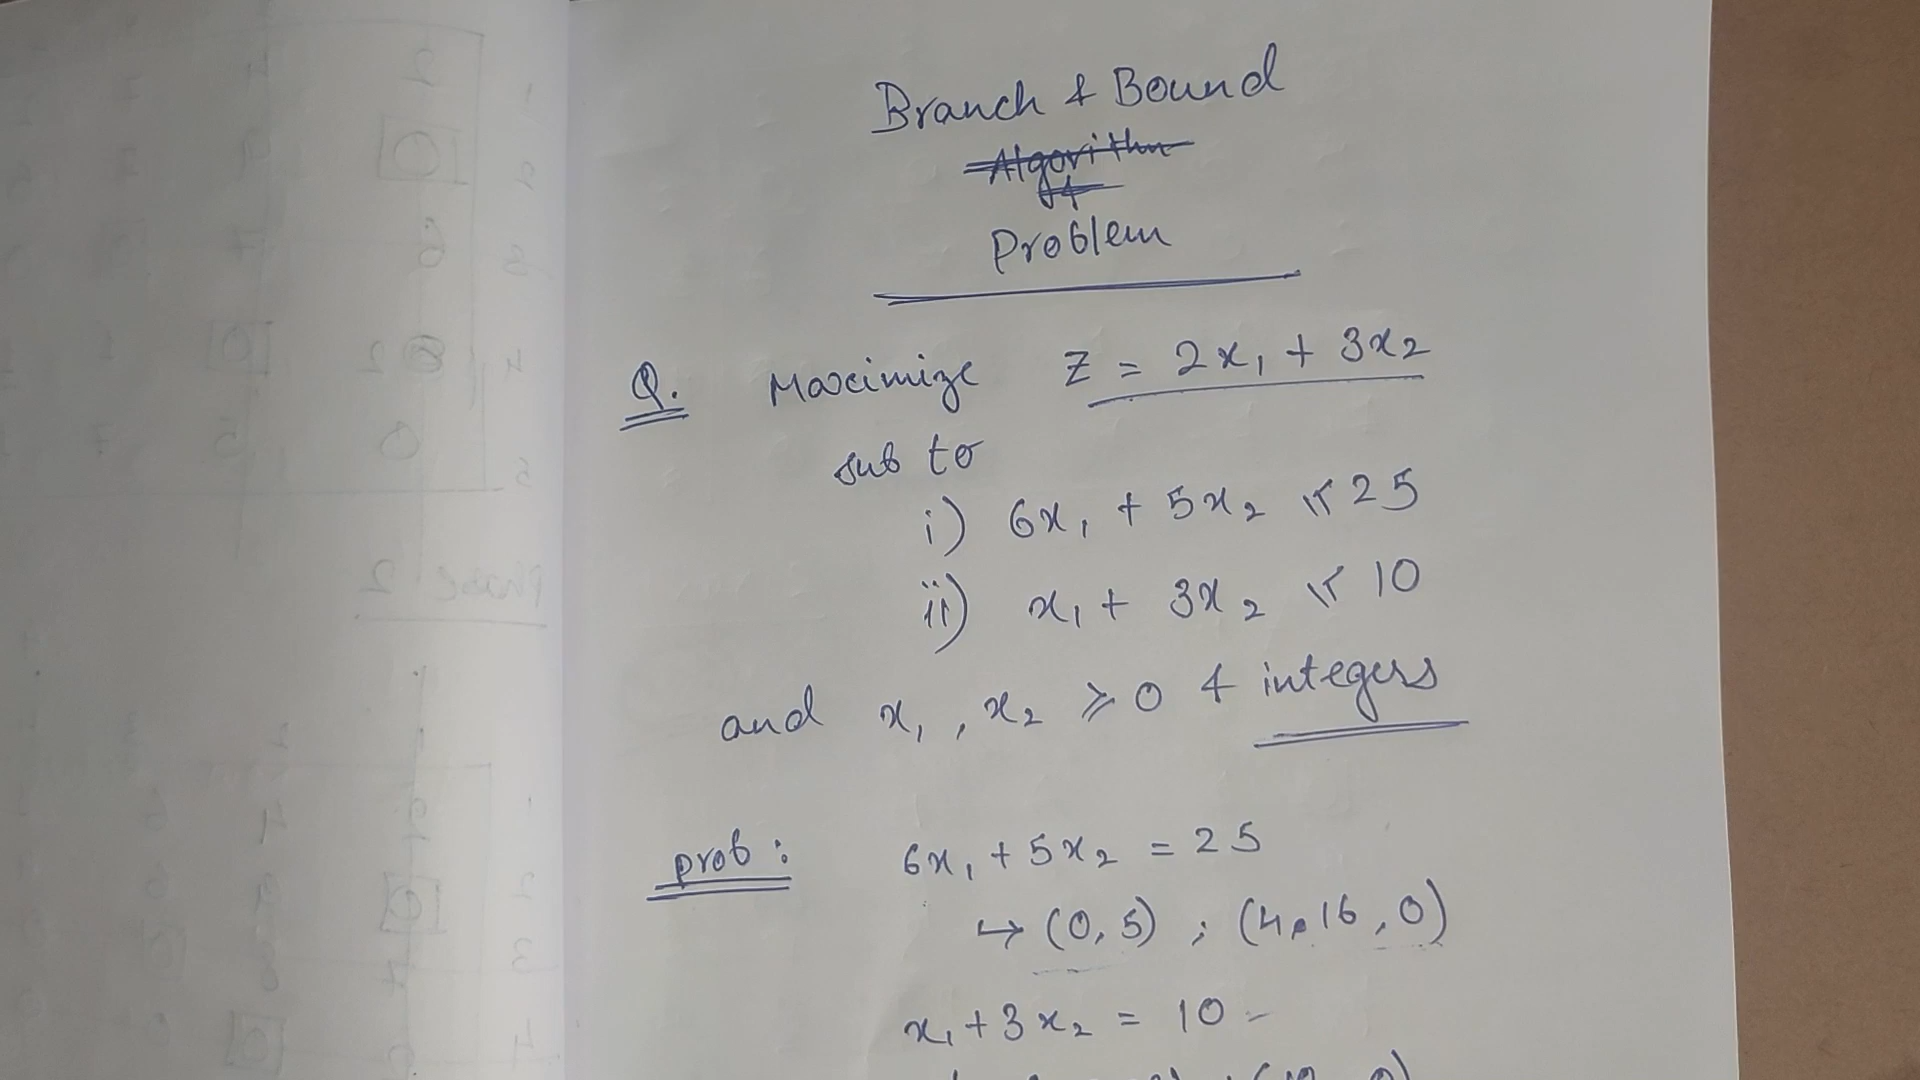 Branch & Bound
Algorithm
of
Problem
Q. Maximize Z = 2x₁ + 3x₂
sub to
i) 6x₁ + 5x₂ ≤ 25
ii) x₁ + 3x₂ ≤ 10
and x₁, x₂ ≥ 0 & integers
prob: 6x₁ + 5x₂ = 25
↪ (0, 5) ; (4.16, 0)
x₁ + 3x₂ = 10